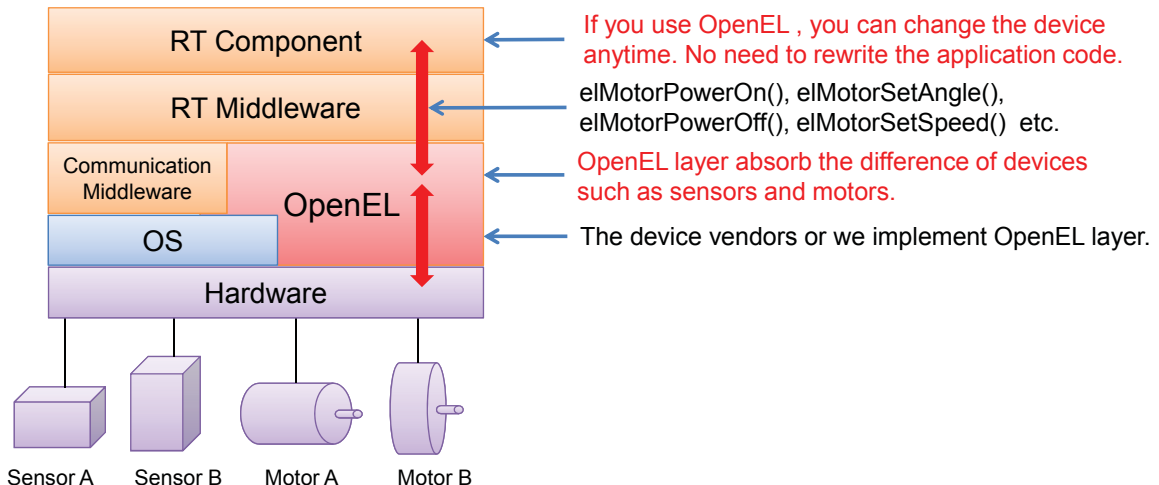 RT Component
If you use OpenEL , you can change the device
anytime. No need to rewrite the application code.
RT Middleware
elMotorPowerOn(), elMotorSetAngle(),
elMotorPowerOff(), elMotorSetSpeed() etc.
Communication
Middleware
OpenEL
OpenEL layer absorb the difference of devices
such as sensors and motors.
OS
The device vendors or we implement OpenEL layer.
Hardware
Sensor A
Sensor B
Motor A
Motor B